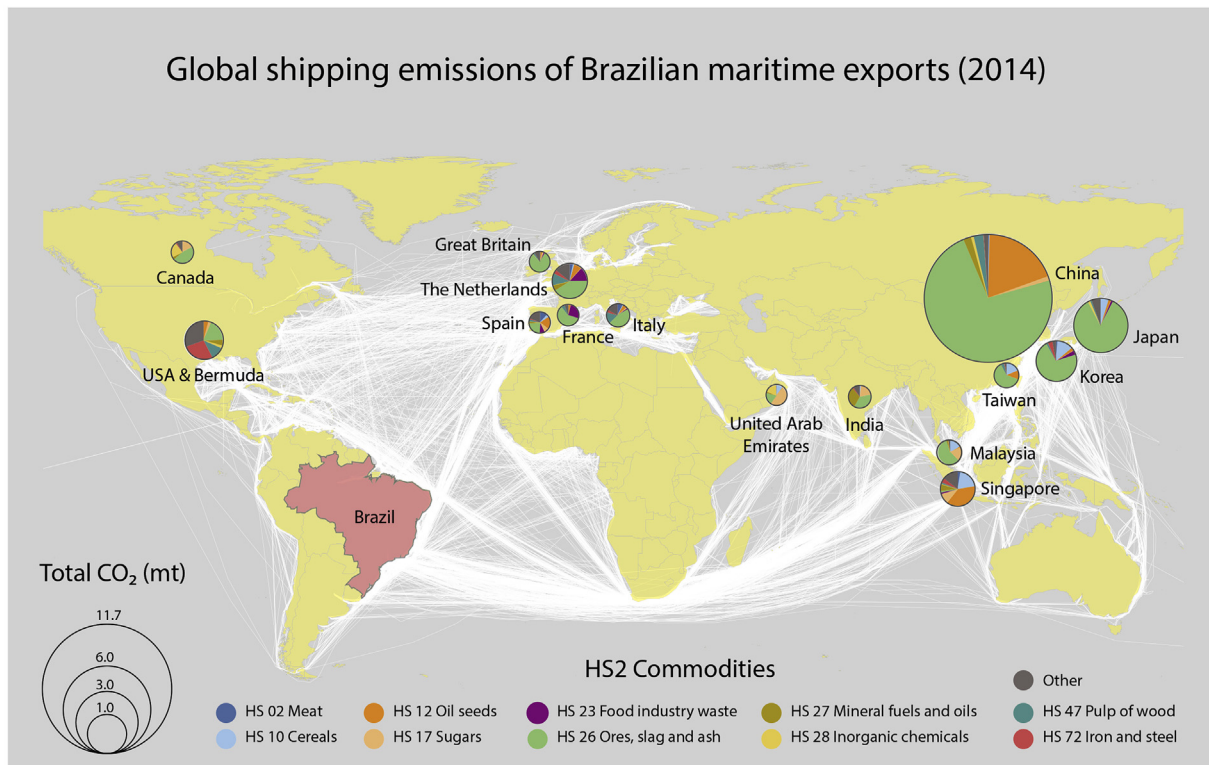 Global shipping emissions of Brazilian maritime exports (2014)
Great Britain
Canada
The Netherlands
China
Spain
France
Italy
Japan
USA & Bermuda
Korea
Taiwan
United Arab
Emirates
India
Malaysia
Singapore
Brazil
Total CO₂ (mt)
11.7
6.0
3.0
1.0
HS2 Commodities
Other
HS 02 Meat
HS 12 Oil seeds
HS 23 Food industry waste
HS 27 Mineral fuels and oils
HS 47 Pulp of wood
HS 10 Cereals
HS 17 Sugars
HS 26 Ores, slag and ash
HS 28 Inorganic chemicals
HS 72 Iron and steel